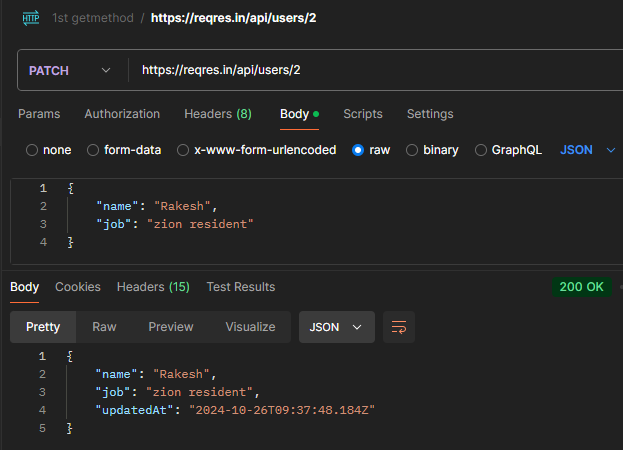 HTTP 1st getmethod / https://reqres.in/api/users/2
PATCH https://reqres.in/api/users/2
Params Authorization Headers (8) Body Scripts Settings
none form-data x-www-form-urlencoded raw binary GraphQL JSON
1 {
2 "name": "Rakesh",
3 "job": "zion resident"
4 }
Body Cookies Headers (15) Test Results 200 OK
Pretty Raw Preview Visualize JSON
1 {
2 "name": "Rakesh",
3 "job": "zion resident",
4 "updatedAt": "2024-10-26T09:37:48.184Z"
5 }